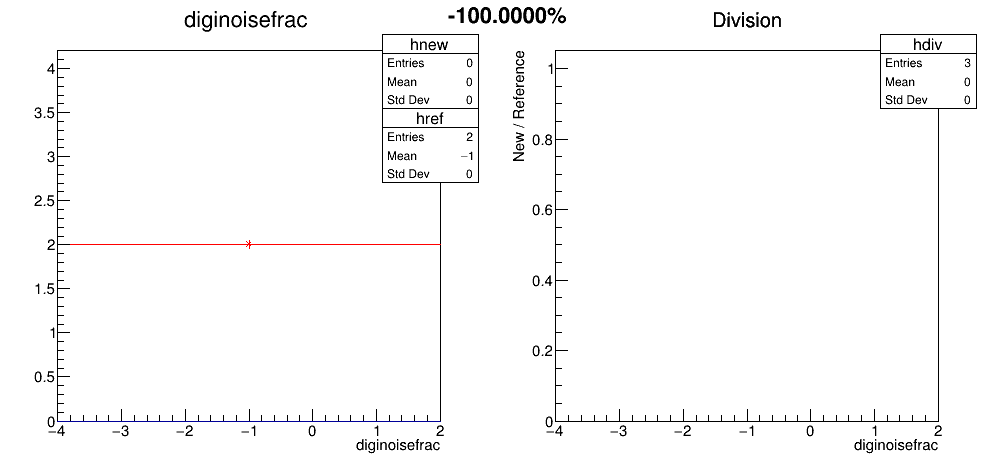 diginoisefrac
-100.0000%
Division
hnew
Entries 0
Mean 0
Std Dev 0
href
Entries 2
Mean −1
Std Dev 0
4
3.5
3
2.5
2
1.5
1
0.5
0
−4 −3 −2 −1 0 1 2
diginoisefrac
hdiv
Entries 3
Mean 0
Std Dev 0
New / Reference
1
0.8
0.6
0.4
0.2
0
−4 −3 −2 −1 0 1 2
diginoisefrac